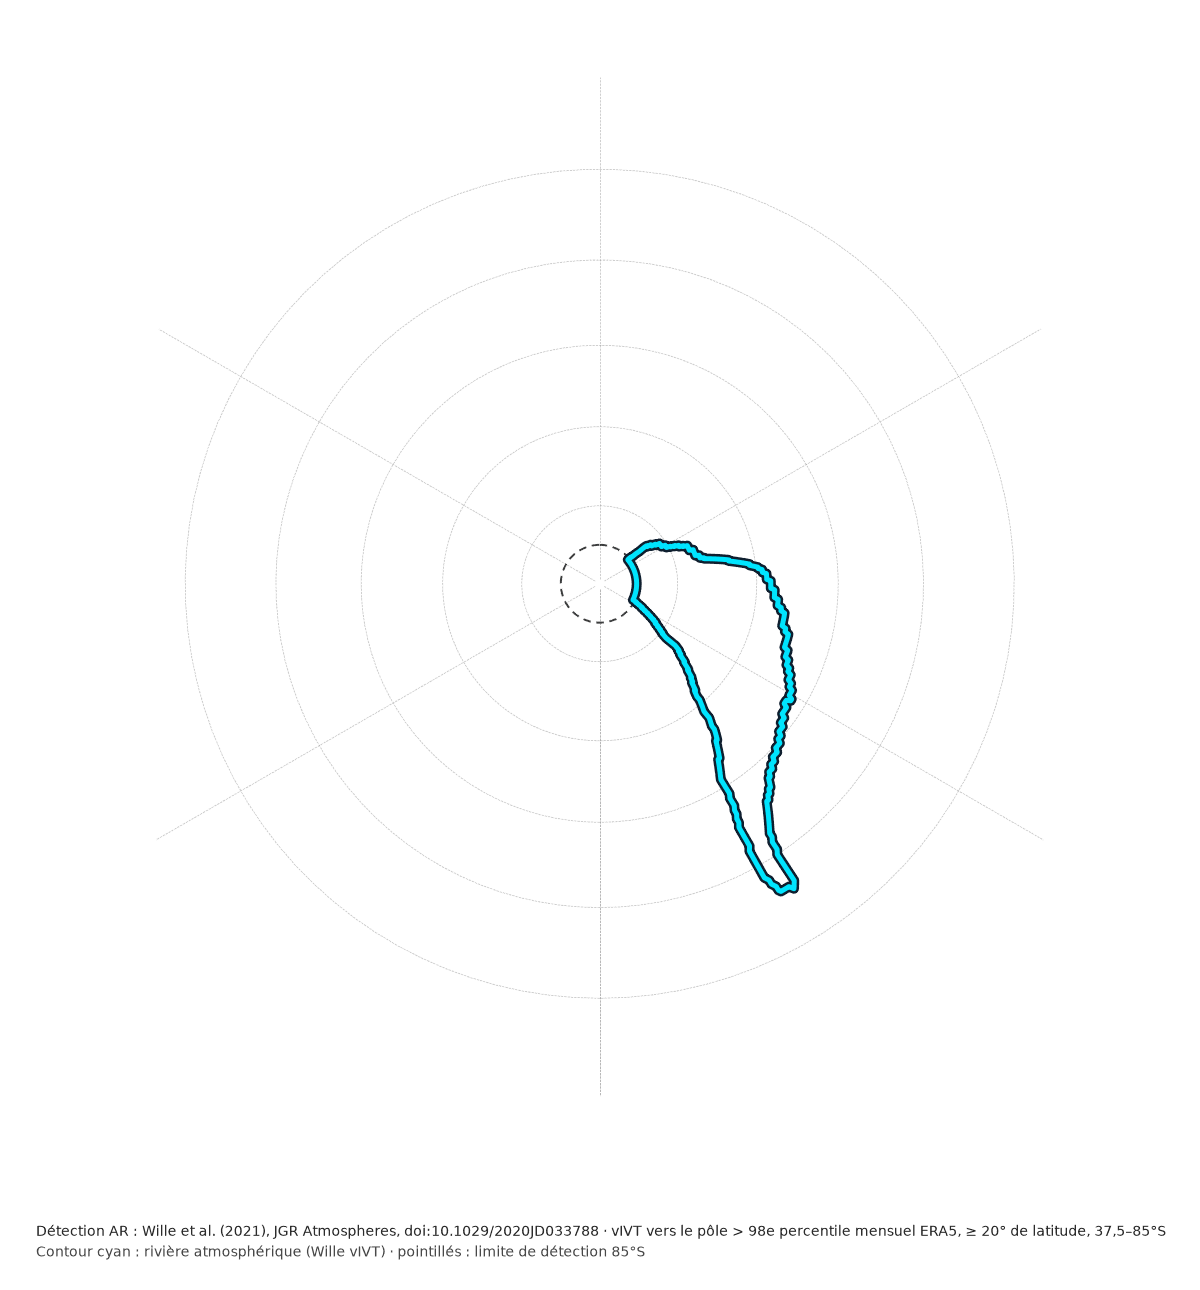 Détection AR : Wille et al. (2021), JGR Atmospheres, doi:10.1029/2020JD033788 · vIVT vers le pôle > 98e percentile mensuel ERA5, ≥ 20° de latitude, 37,5–85°S
Contour cyan : rivière atmosphérique (Wille vIVT) · pointillés : limite de détection 85°S